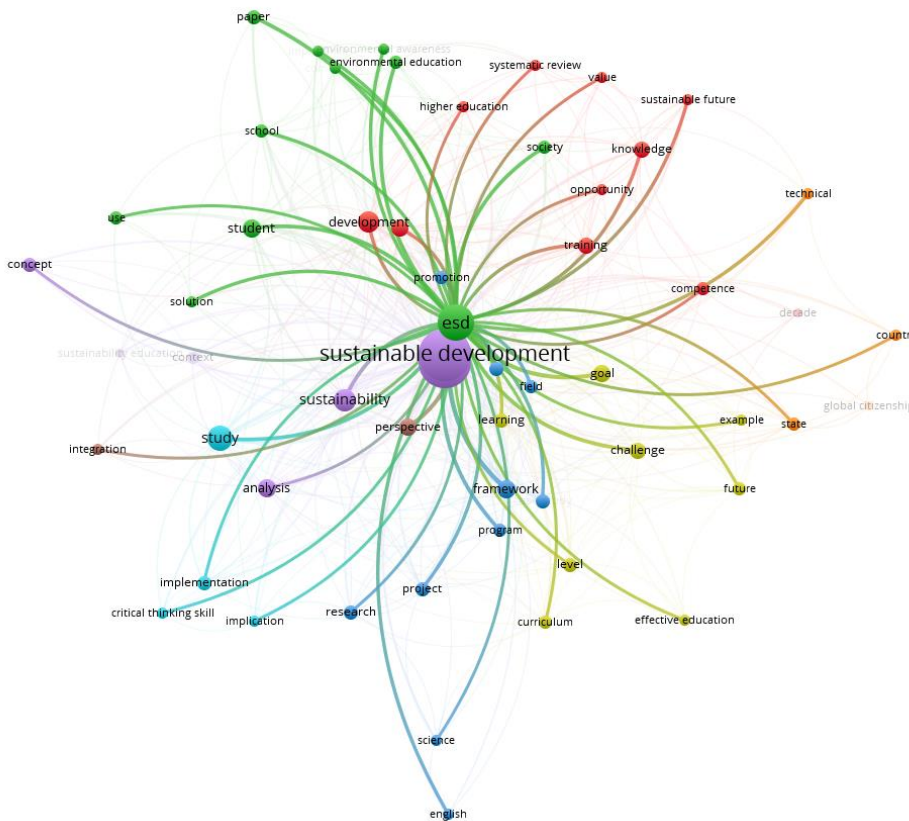 paper
environmental awareness
environmental education
systematic review
value
higher education
sustainable future
school
society
knowledge
opportunity
technical
use
student
development
training
concept
promotion
solution
competence
decade
esd
country
sustainability education
context
sustainable development
goal
field
sustainability
global citizenship
learning
example
state
perspective
study
integration
challenge
analysis
framework
future
program
level
implementation
project
critical thinking skill
implication
research
curriculum
effective education
science
english